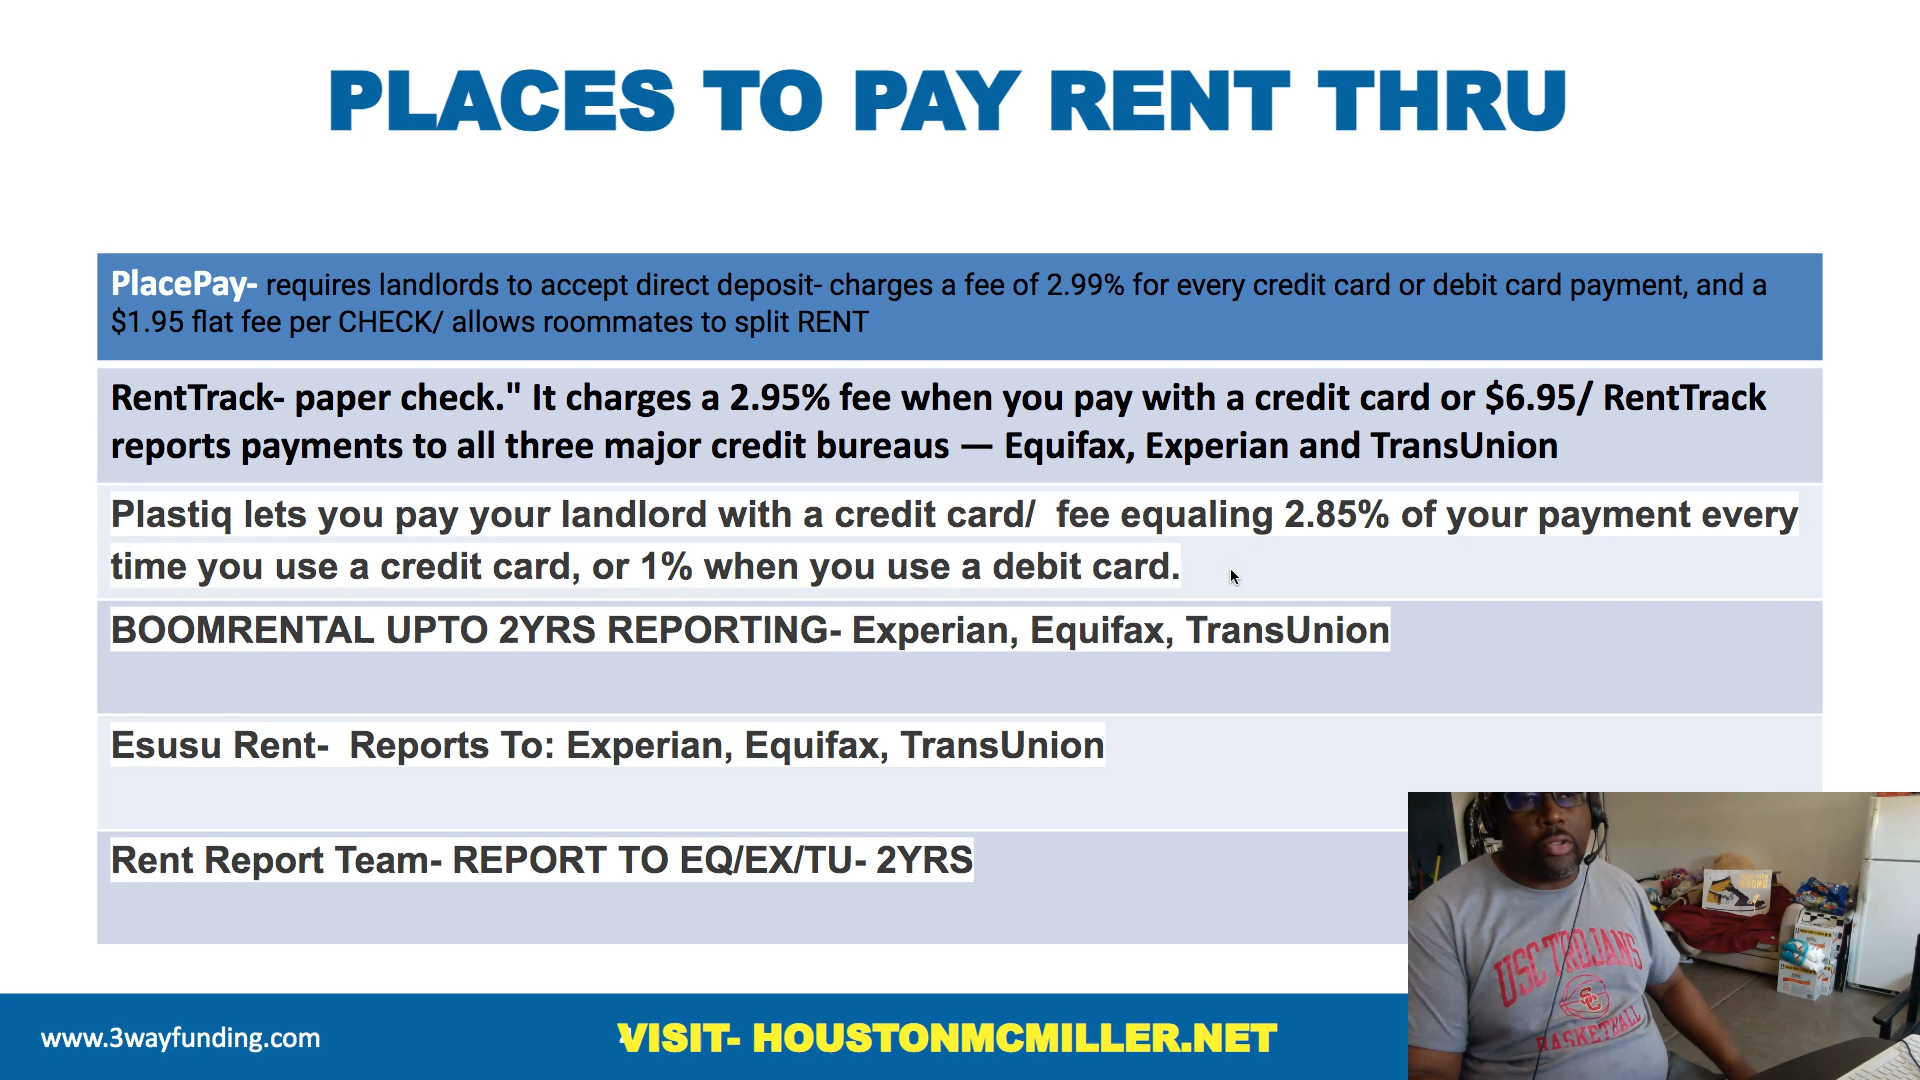 PLACES TO PAY RENT THRU
PlacePay- requires landlords to accept direct deposit- charges a fee of 2.99% for every credit card or debit card payment, and a
$1.95 flat fee per CHECK/ allows roommates to split RENT
RentTrack- paper check." It charges a 2.95% fee when you pay with a credit card or $6.95/ RentTrack
reports payments to all three major credit bureaus — Equifax, Experian and TransUnion
Plastiq lets you pay your landlord with a credit card/  fee equaling 2.85% of your payment every
time you use a credit card, or 1% when you use a debit card.
BOOMRENTAL UPTO 2YRS REPORTING- Experian, Equifax, TransUnion
Esusu Rent-  Reports To: Experian, Equifax, TransUnion
Rent Report Team- REPORT TO EQ/EX/TU- 2YRS
USC TROJANS
SC
BASKETBALL
www.3wayfunding.com
VISIT- HOUSTONMCMILLER.NET